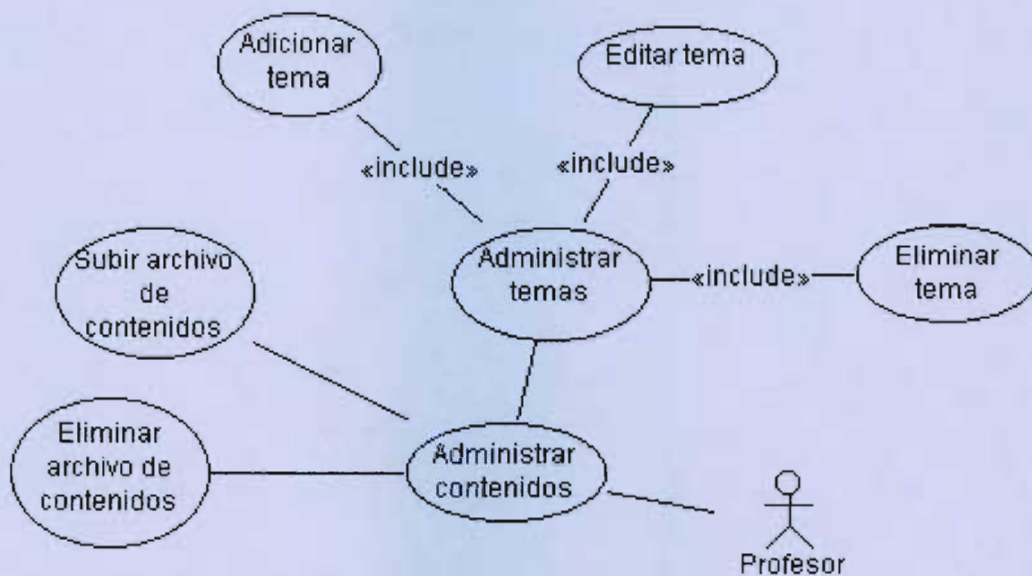 Adicionar
tema
Editar tema
«include»
«include»
Subir archivo
de
contenidos
Administrar
temas
«include»
Eliminar
tema
Eliminar
archivo de
contenidos
Administrar
contenidos
Profesor